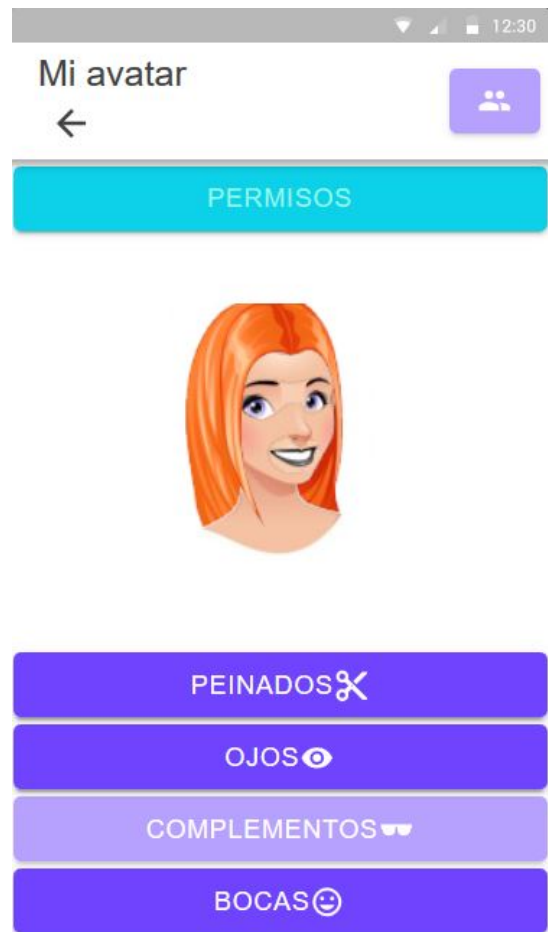 12:30
Mi avatar
PERMISOS
PEINADOS
OJOS
COMPLEMENTOS
BOCAS